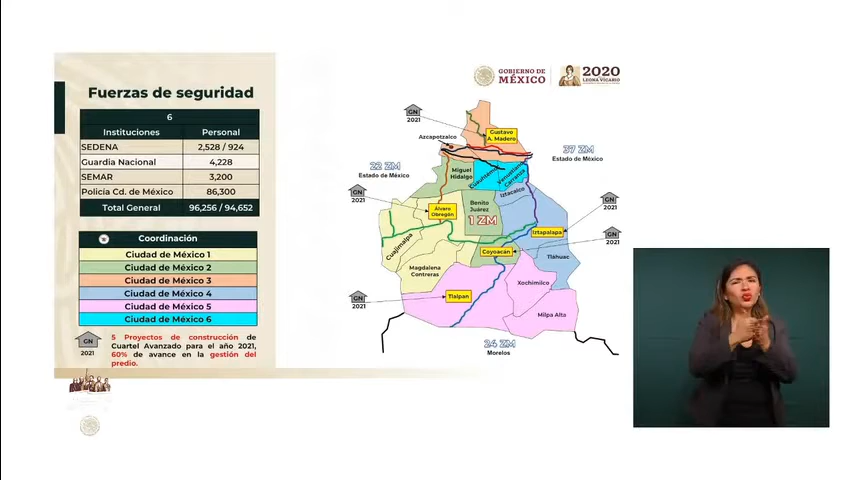 Fuerzas de seguridad
6
Instituciones Personal
SEDENA 2,528 / 924
Guardia Nacional 4,228
SEMAR 3,200
Policía Cd. de México 86,300
Total General 96,256 / 94,652
Coordinación
Ciudad de México 1
Ciudad de México 2
Ciudad de México 3
Ciudad de México 4
Ciudad de México 5
Ciudad de México 6
GN
2021
5 Proyectos de construcción de
Cuartel Avanzado para el año 2021,
60% de avance en la gestión del
predio.
GOBIERNO DE
MÉXICO
2020
LEONA VICARIO
GN
2021
Azcapotzalco
Gustavo
A. Madero
22 ZM
Estado de México
37 ZM
Estado de México
Miguel
Hidalgo
Cuauhtémoc
Venustiano
Carranza
Iztacalco
GN
2021
Álvaro
Obregón
Benito
Juárez
1 ZM
GN
2021
Iztapalapa
GN
2021
Cuajimalpa
Coyoacán
Tláhuac
Magdalena
Contreras
Xochimilco
GN
2021
Tlalpan
Milpa Alta
24 ZM
Morelos